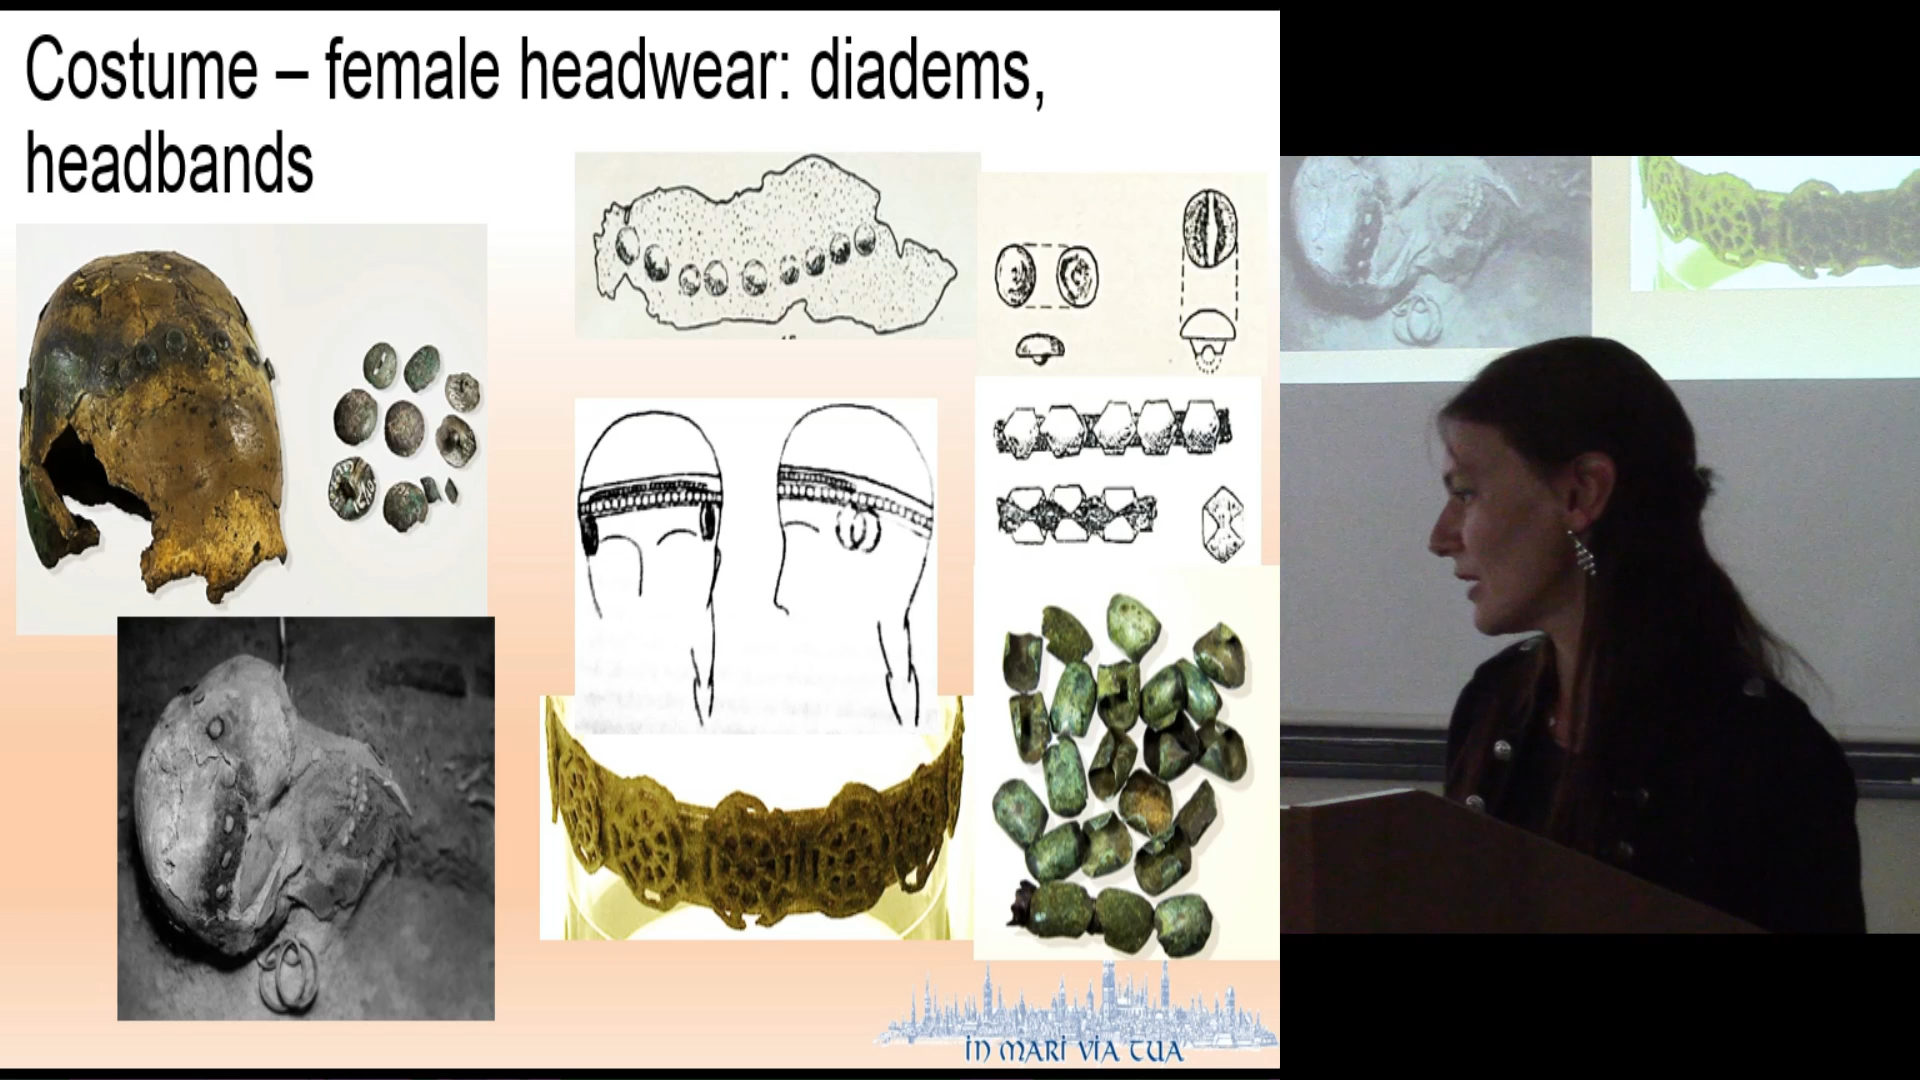 Costume – female headwear: diadems,
headbands
in mari via tua